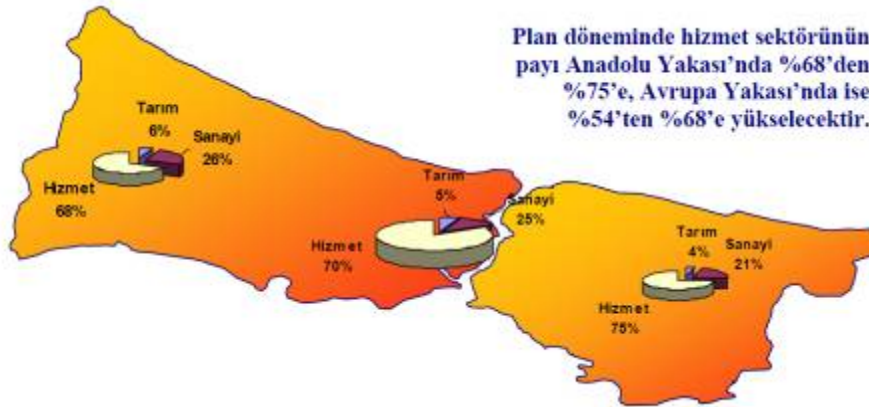 Plan döneminde hizmet sektörünün
payı Anadolu Yakası’nda %68’den
%75’e, Avrupa Yakası’nda ise
%54’ten %68’e yükselecektir.
Tarım
6%
Sanayi
26%
Hizmet
68%
Tarım
5%
Sanayi
25%
Hizmet
70%
Tarım
4%
Sanayi
21%
Hizmet
75%